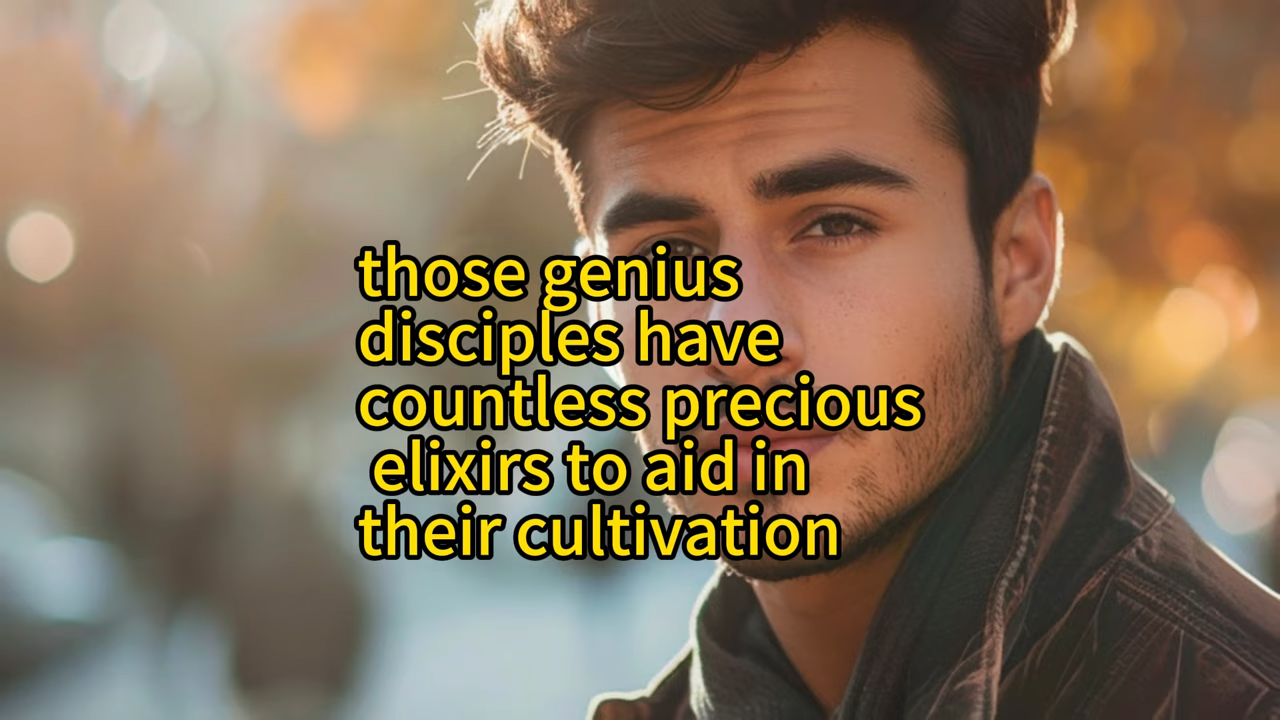 those genius
disciples have
countless precious
elixirs to aid in
their cultivation